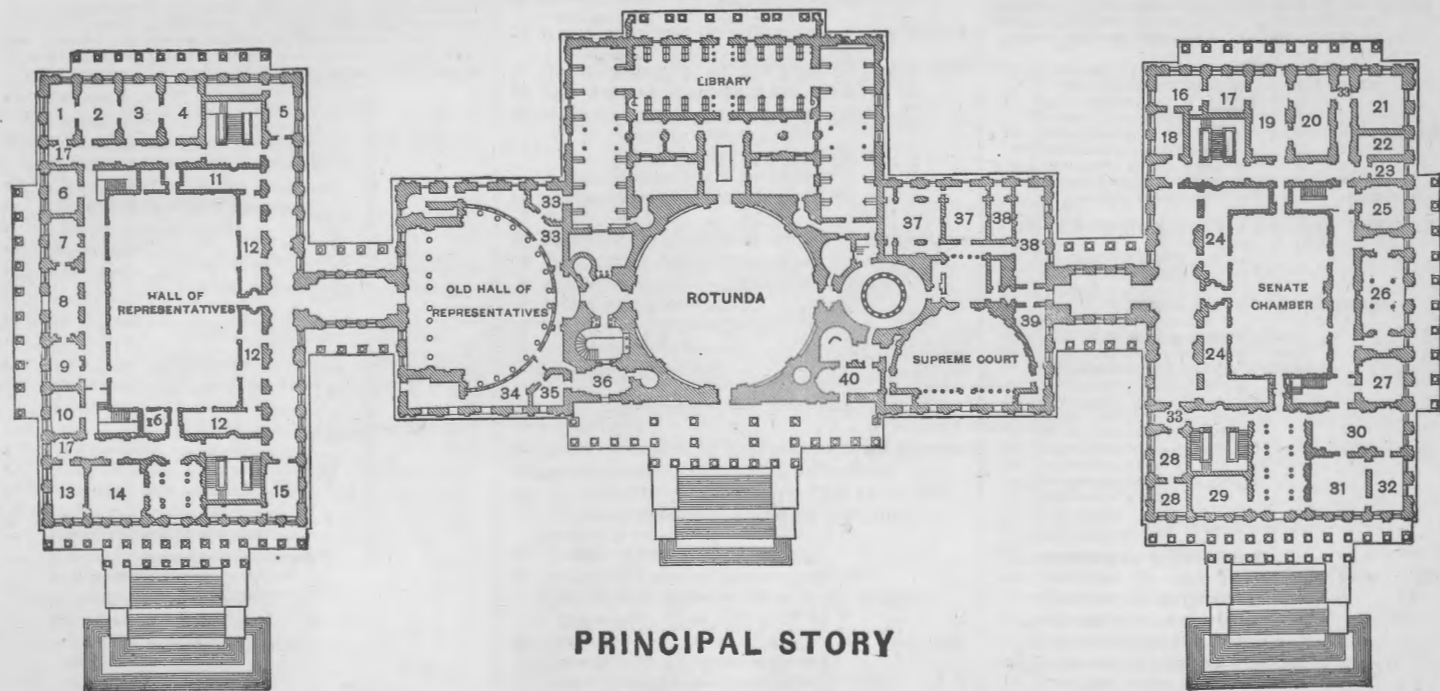 LIBRARY
1 2 3 4 5
17
6
11
7
12
8
HALL OF
REPRESENTATIVES
9
12
10
16
12
17
13 14 15
33
33
OLD HALL OF
REPRESENTATIVES
34 35
36
ROTUNDA
37 37 38
38
39
SUPREME COURT
40
16 17 33 21
18 19 20 22
23
24 25
SENATE
CHAMBER
26
24 27
33 30
28
28 29 31 32
PRINCIPAL STORY